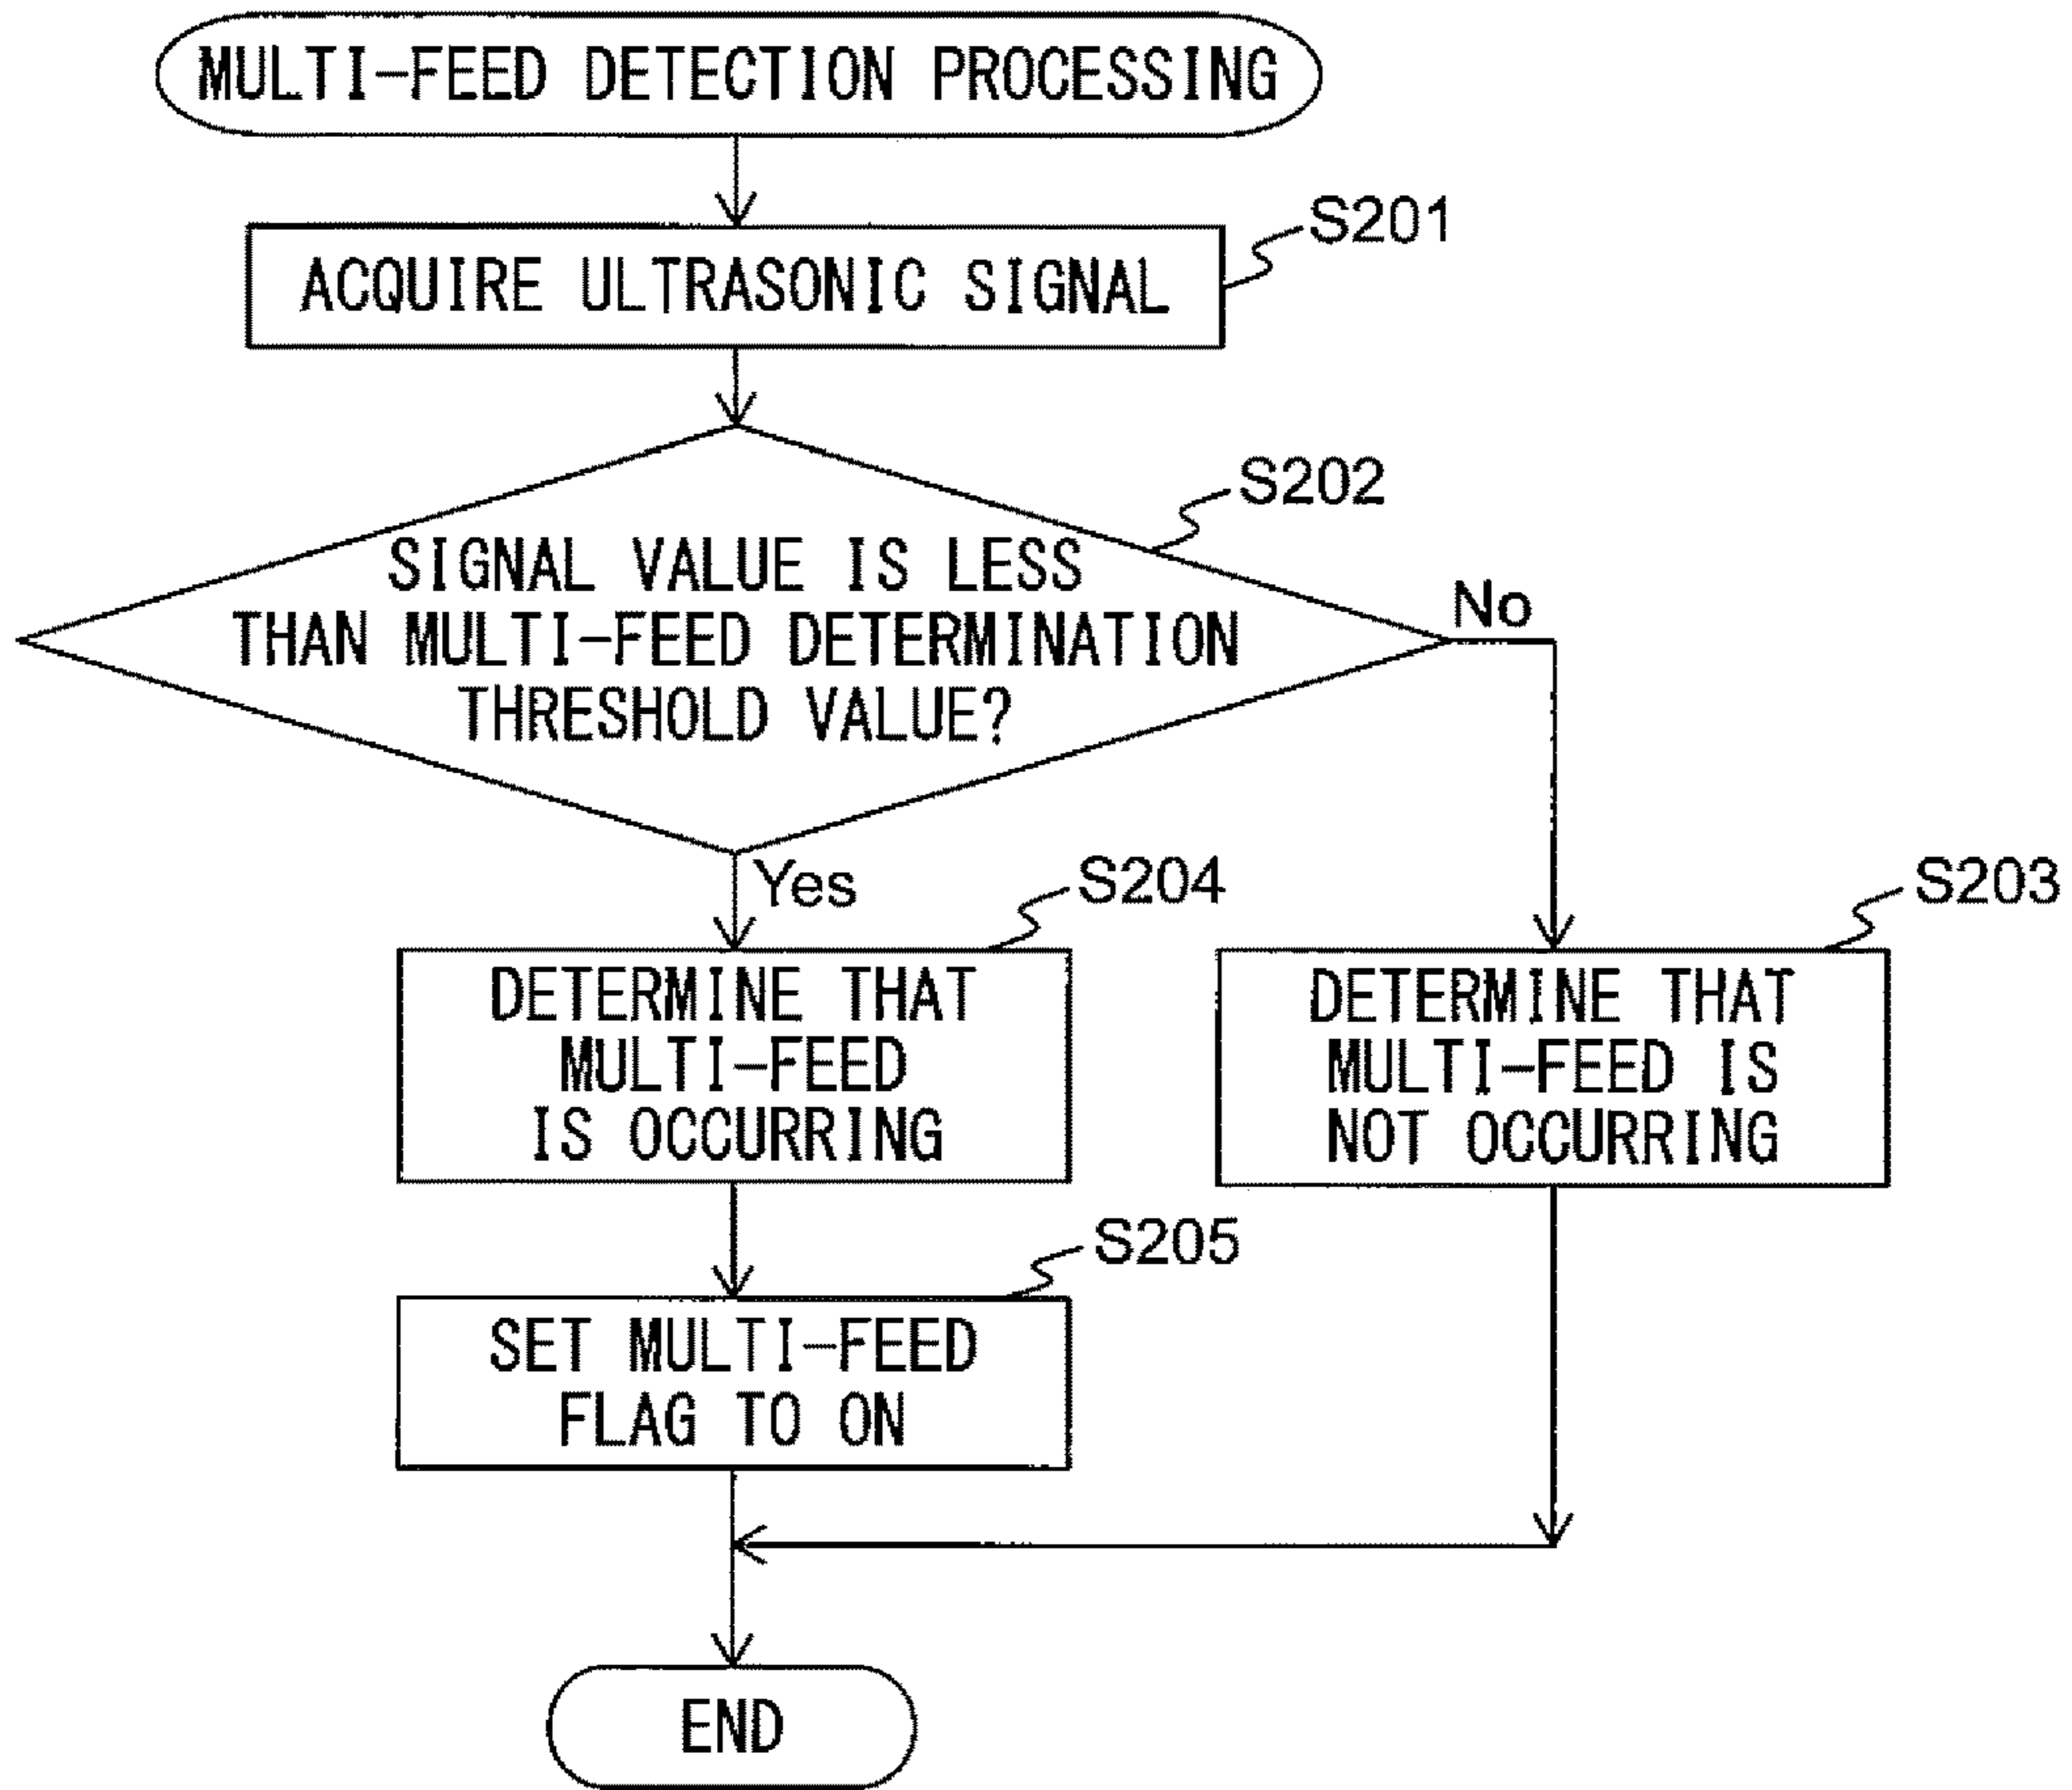 MULTI-FEED DETECTION PROCESSING
S201
ACQUIRE ULTRASONIC SIGNAL
S202
SIGNAL VALUE IS LESS
THAN MULTI-FEED DETERMINATION
THRESHOLD VALUE?
No
Yes
S204
DETERMINE THAT
MULTI-FEED
IS OCCURRING
S203
DETERMINE THAT
MULTI-FEED IS
NOT OCCURRING
S205
SET MULTI-FEED
FLAG TO ON
END